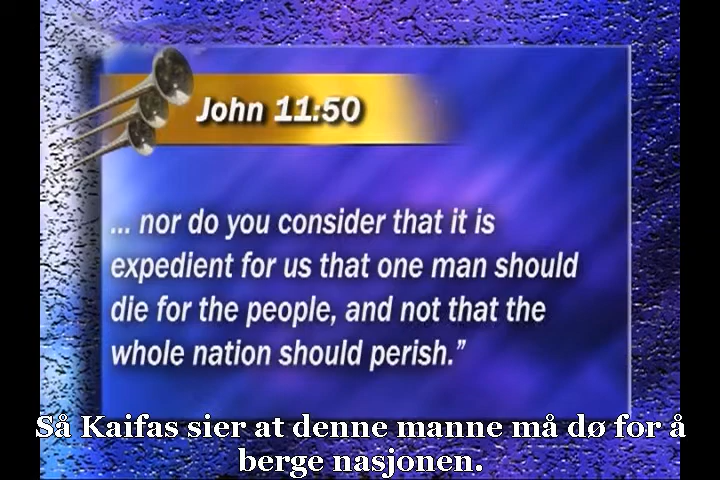 John 11:50
... nor do you consider that it is
expedient for us that one man should
die for the people, and not that the
whole nation should perish.”
Så Kaifas sier at denne manne må dø for å
berge nasjonen.